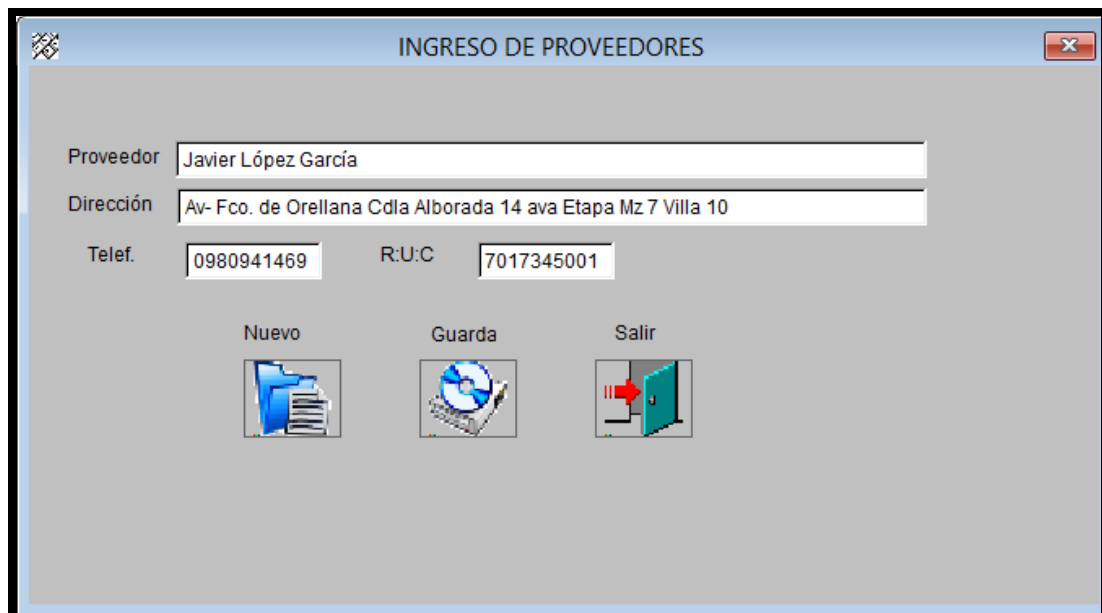 INGRESO DE PROVEEDORES
Proveedor Javier López García
Dirección Av- Fco. de Orellana Cdla Alborada 14 ava Etapa Mz 7 Villa 10
Telef. 0980941469 R:U:C 7017345001
Nuevo Guarda Salir